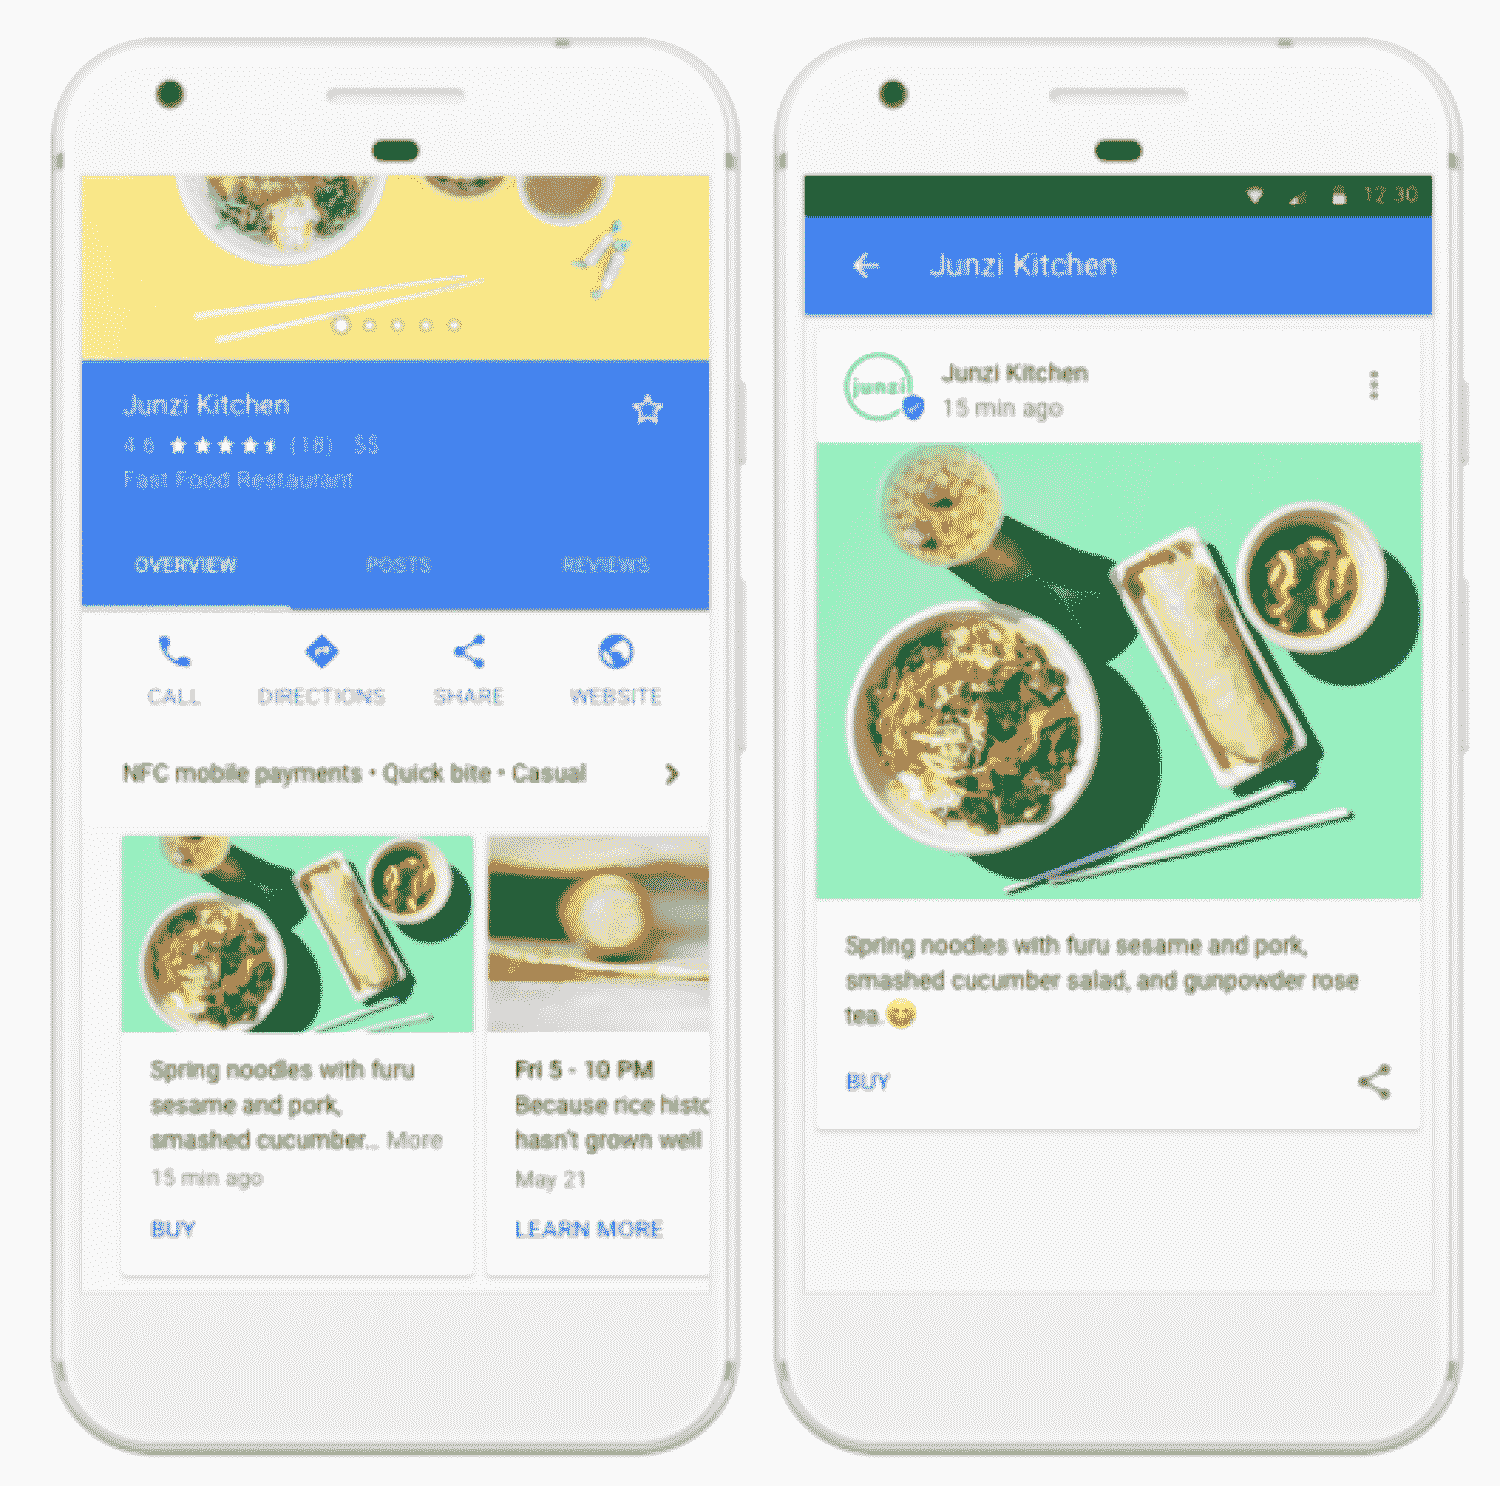 Junzi Kitchen
4.6 (18) $$
Fast Food Restaurant
OVERVIEW POSTS REVIEWS
CALL DIRECTIONS SHARE WEBSITE
NFC mobile payments • Quick bite • Casual
Spring noodles with furu
sesame and pork,
smashed cucumber... More
15 min ago
BUY
Fri 5 - 10 PM
Because rice histo
hasn't grown well
May 21
LEARN MORE
12:30
Junzi Kitchen
junzi
Junzi Kitchen
15 min ago
Spring noodles with furu sesame and pork,
smashed cucumber salad, and gunpowder rose
tea.
BUY